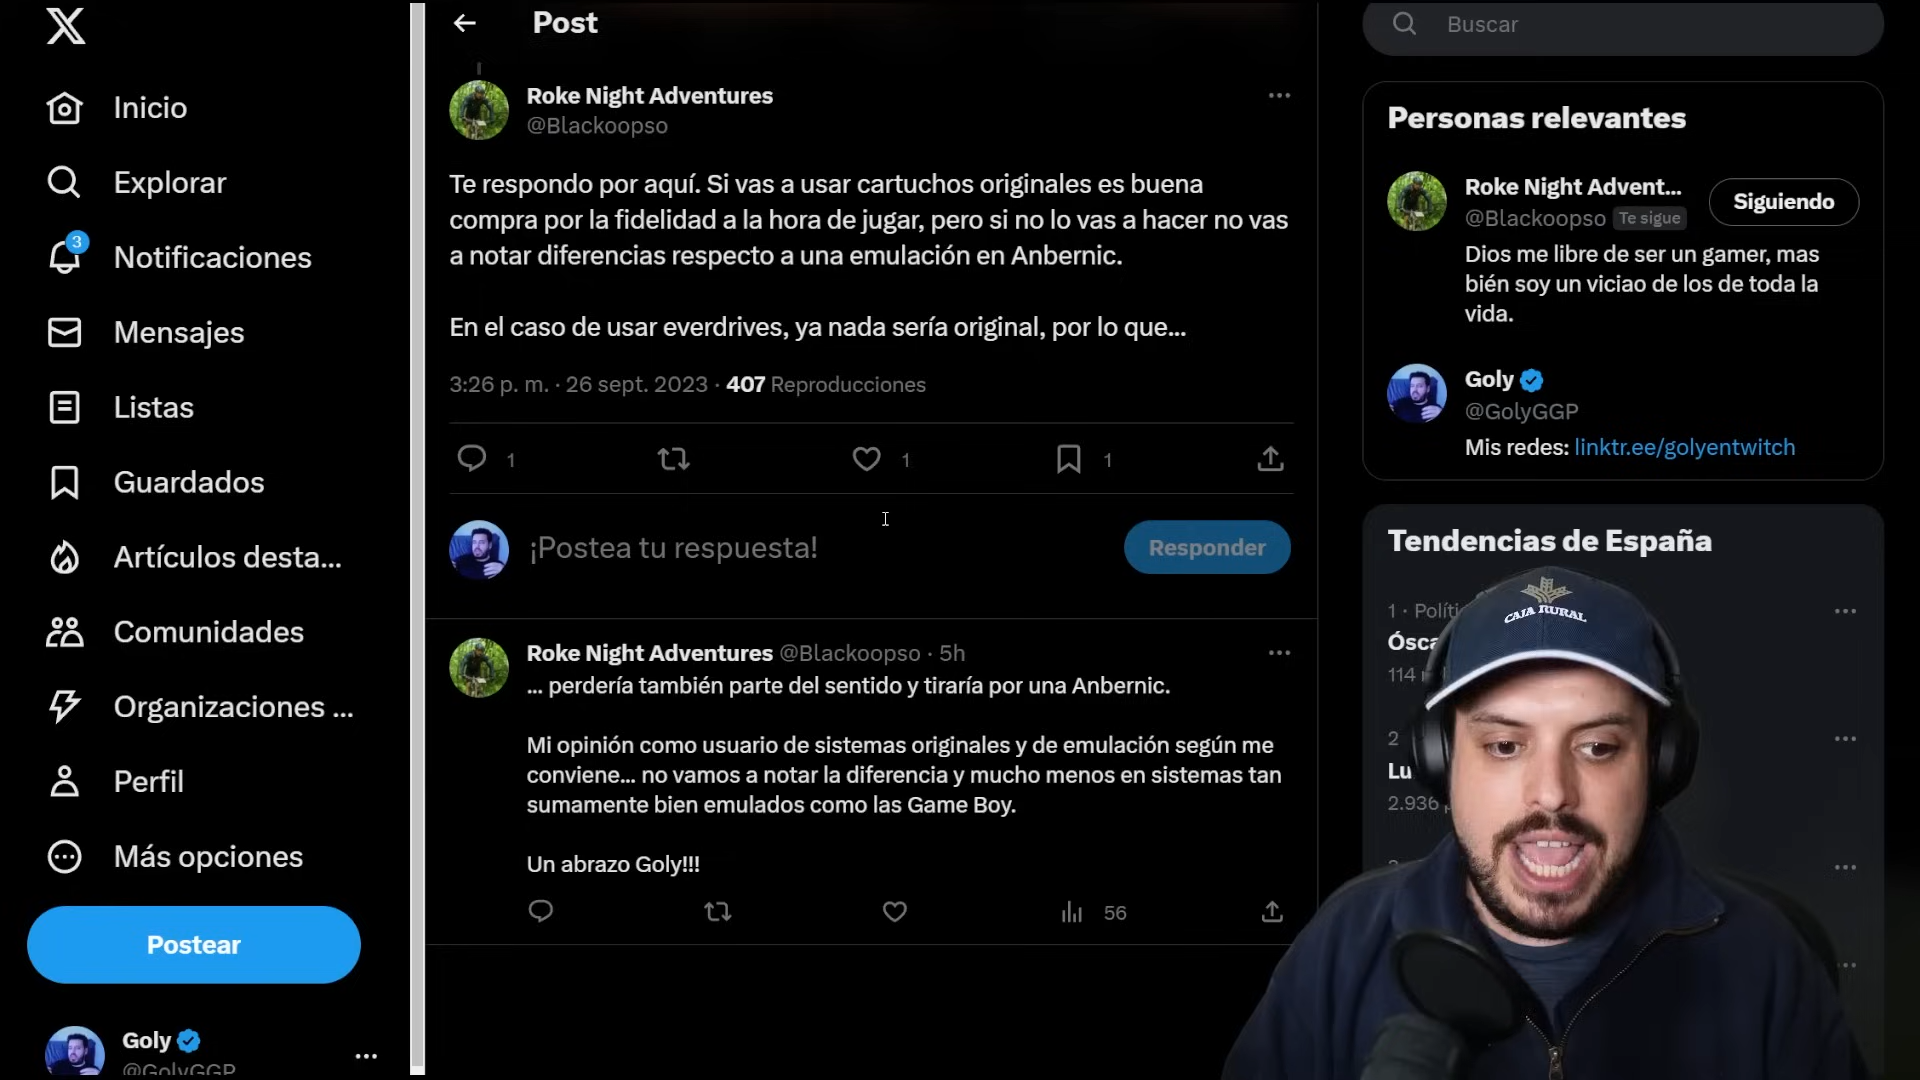 Inicio
Explorar
3
Notificaciones
Mensajes
Listas
Guardados
Artículos desta...
Comunidades
Organizaciones ...
Perfil
Más opciones
Postear
Goly
@GolyGGP
Post
Roke Night Adventures
@Blackoopso
Te respondo por aquí. Si vas a usar cartuchos originales es buena
compra por la fidelidad a la hora de jugar, pero si no lo vas a hacer no vas
a notar diferencias respecto a una emulación en Anbernic.
En el caso de usar everdrives, ya nada sería original, por lo que...
3:26 p. m. · 26 sept. 2023 · 407 Reproducciones
1
1
1
¡Postea tu respuesta!
Responder
Roke Night Adventures @Blackoopso · 5h
... perdería también parte del sentido y tiraría por una Anbernic.
Mi opinión como usuario de sistemas originales y de emulación según me
conviene... no vamos a notar la diferencia y mucho menos en sistemas tan
sumamente bien emulados como las Game Boy.
Un abrazo Goly!!!
56
Buscar
Personas relevantes
Roke Night Advent...
@Blackoopso Te sigue
Siguiendo
Dios me libre de ser un gamer, mas
bién soy un viciao de los de toda la
vida.
Goly
@GolyGGP
Mis redes: linktr.ee/golyentwitch
Tendencias de España
1 ·
114
2
2.936
CAJA RURAL